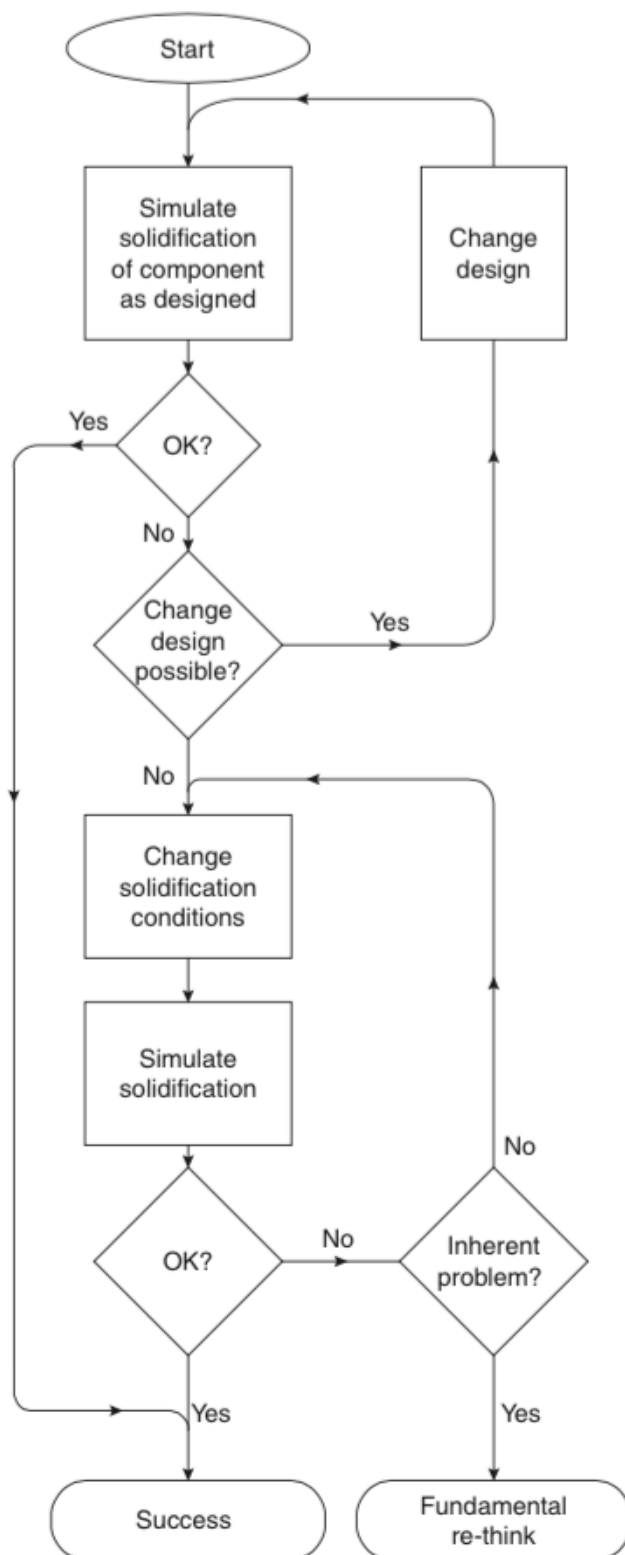 Start
Simulate
solidification
of component
as designed
Change
design
Yes
OK?
No
Change
design
possible?
Yes
No
Change
solidification
conditions
Simulate
solidification
No
OK?
No
Inherent
problem?
Yes
Yes
Success
Fundamental
re-think